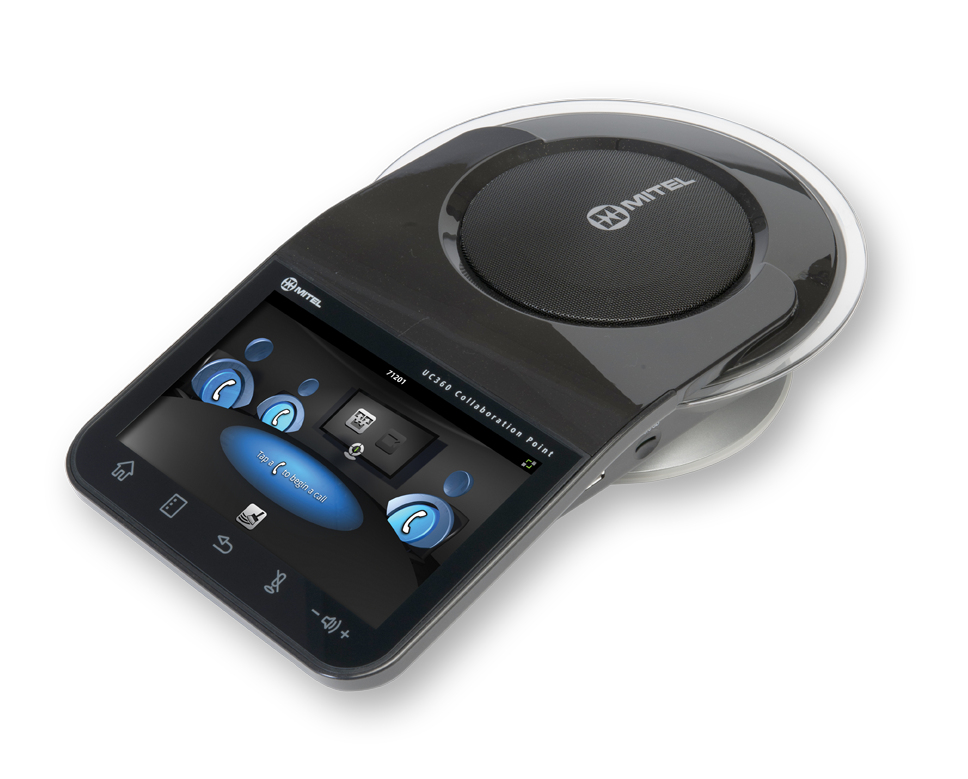 MITEL
MITEL
UC360 Collaboration Point
71201
Tap a to begin a call
- +